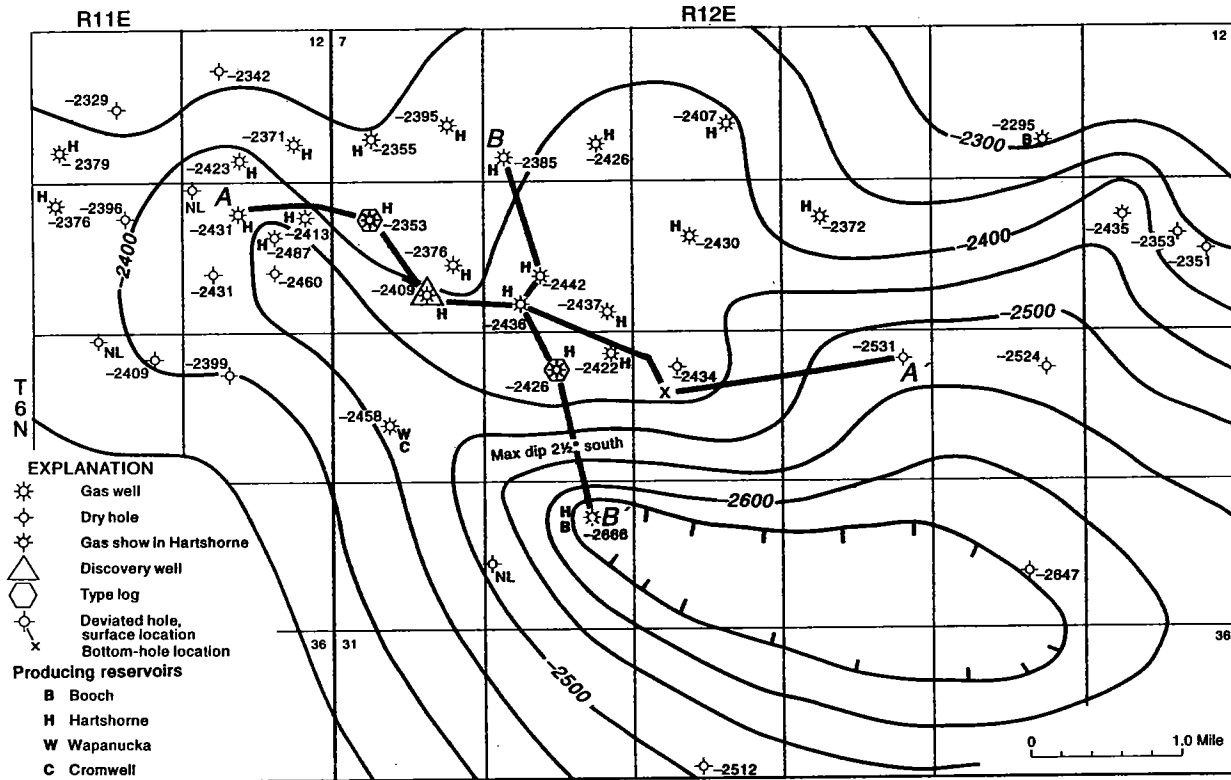 R11E
R12E
12
7
12
-2342
-2329
-2395
H
-2407
H
-2300
-2295
B
H
-2379
-2371
H
H
-2355
B
H
-2385
H
-2426
-2423
H
H
-2376
-2396
NL
A
-2431
H
H
-2413
H
-2487
H
-2353
-2376
H
H
-2430
H
-2372
-2400
-2435
-2353
-2351
-2400
-2431
-2460
-2409
H
H
-2442
H
-2436
-2437
H
-2500
NL
-2409
-2399
H
-2426
-2422
H
-2434
x
-2531
A´
-2524
T
6
N
-2458
W
C
Max dip 2½° south
-2600
H
B
B´
-2666
NL
-2647
36
31
36
-2500
-2512
EXPLANATION
Gas well
Dry hole
Gas show in Hartshorne
Discovery well
Type log
Deviated hole,
surface location
x
Bottom-hole location
Producing reservoirs
B Booch
H Hartshorne
W Wapanucka
C Cromwell
0 1.0 Mile